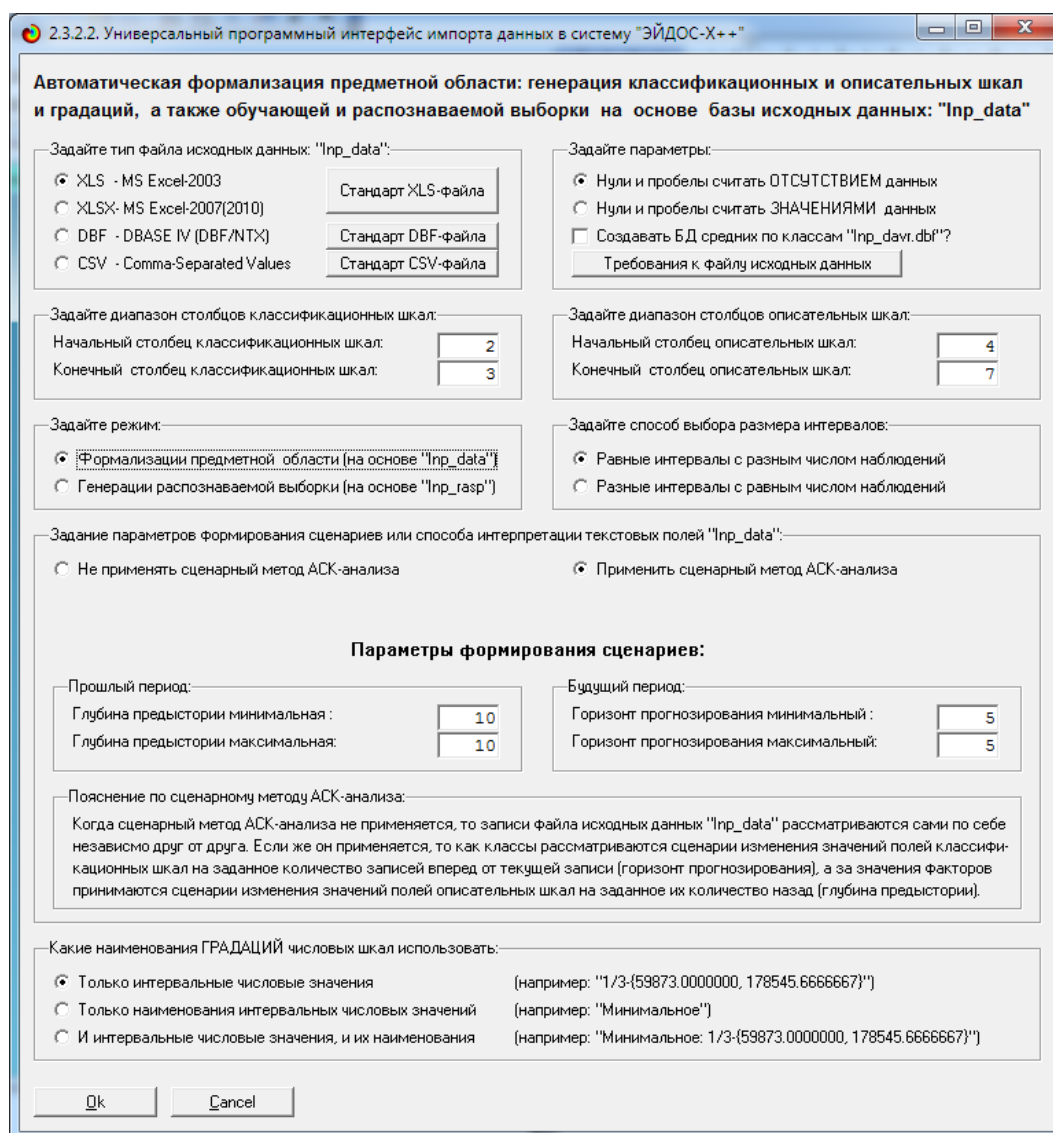 2.3.2.2. Универсальный программный интерфейс импорта данных в систему "ЭЙДОС-X++"
Автоматическая формализация предметной области: генерация классификационных и описательных шкал
и градаций, а также обучающей и распознаваемой выборки на основе базы исходных данных: "Inp_data"
Задайте тип файла исходных данных: "Inp_data":
XLS - MS Excel-2003
XLSX- MS Excel-2007(2010)
DBF - DBASE IV (DBF/NTX)
CSV - Comma-Separated Values
Стандарт XLS-файла
Стандарт DBF-файла
Стандарт CSV-файла
Задайте параметры:
Нули и пробелы считать ОТСУТСТВИЕМ данных
Нули и пробелы считать ЗНАЧЕНИЯМИ данных
Создавать БД средних по классам "Inp_davr.dbf"?
Требования к файлу исходных данных
Задайте диапазон столбцов классификационных шкал:
Начальный столбец классификационных шкал: 2
Конечный столбец классификационных шкал: 3
Задайте диапазон столбцов описательных шкал:
Начальный столбец описательных шкал: 4
Конечный столбец описательных шкал: 7
Задайте режим:
Формализации предметной области (на основе "Inp_data")
Генерации распознаваемой выборки (на основе "Inp_rasp")
Задайте способ выбора размера интервалов:
Равные интервалы с разным числом наблюдений
Разные интервалы с равным числом наблюдений
Задание параметров формирования сценариев или способа интерпретации текстовых полей "Inp_data":
Не применять сценарный метод АСК-анализа
Применить сценарный метод АСК-анализа
Параметры формирования сценариев:
Прошлый период:
Глубина предыстории минимальная : 10
Глубина предыстории максимальная: 10
Будущий период:
Горизонт прогнозирования минимальный : 5
Горизонт прогнозирования максимальный: 5
Пояснение по сценарному методу АСК-анализа:
Когда сценарный метод АСК-анализа не применяется, то записи файла исходных данных "Inp_data" рассматриваются сами по себе
независмо друг от друга. Если же он применяется, то как классы рассматриваются сценарии изменения значений полей классифи-
кационных шкал на заданное количество записей вперед от текущей записи (горизонт прогнозирования), а за значения факторов
принимаются сценарии изменения значений полей описательных шкал на заданное их количество назад (глубина предыстории).
Какие наименования ГРАДАЦИЙ числовых шкал использовать:
Только интервальные числовые значения (например: "1/3-{59873.0000000, 178545.6666667}")
Только наименования интервальных числовых значений (например: "Минимальное")
И интервальные числовые значения, и их наименования (например: "Минимальное: 1/3-{59873.0000000, 178545.6666667}")
Ok
Cancel